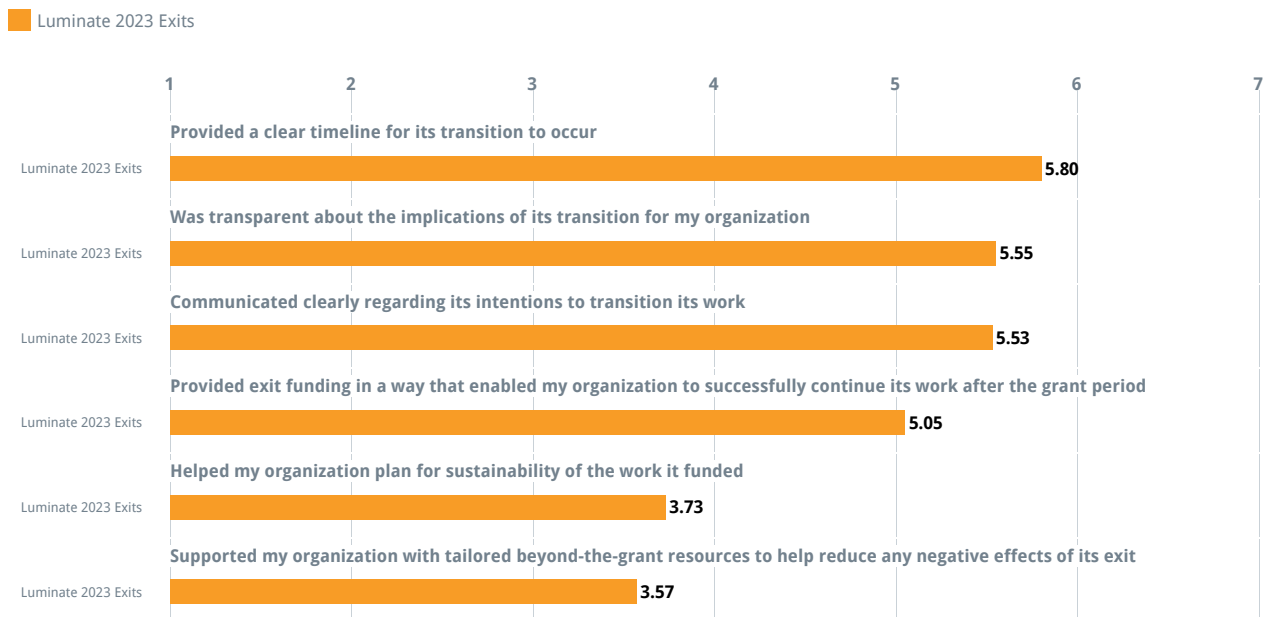 Luminate 2023 Exits
1 2 3 4 5 6 7
Provided a clear timeline for its transition to occur
Luminate 2023 Exits 5.80
Was transparent about the implications of its transition for my organization
Luminate 2023 Exits 5.55
Communicated clearly regarding its intentions to transition its work
Luminate 2023 Exits 5.53
Provided exit funding in a way that enabled my organization to successfully continue its work after the grant period
Luminate 2023 Exits 5.05
Helped my organization plan for sustainability of the work it funded
Luminate 2023 Exits 3.73
Supported my organization with tailored beyond-the-grant resources to help reduce any negative effects of its exit
Luminate 2023 Exits 3.57